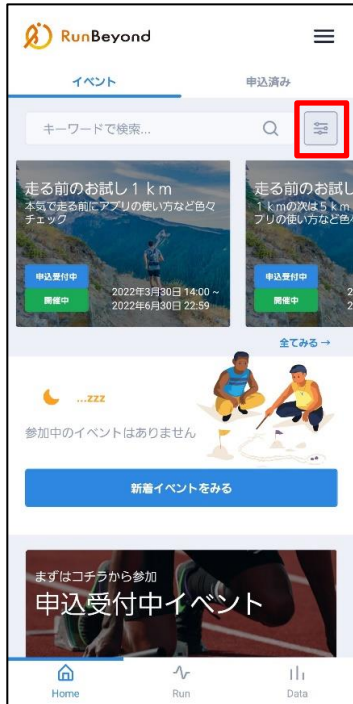 RunBeyond
イベント
申込済み
キーワードで検索...
走る前のお試し1km
本気で走る前にアプリの使い方など色々
チェック
申込受付中
開催中
2022年3月30日 14:00 ~
2022年6月30日 22:59
走る前のお試し
1kmの次は5km
プリの使い方など色
申込受付中
開催中
2
2
全てみる →
...zzz
参加中のイベントはありません
新着イベントをみる
まずはコチラから参加
申込受付中イベント
Home
Run
Data